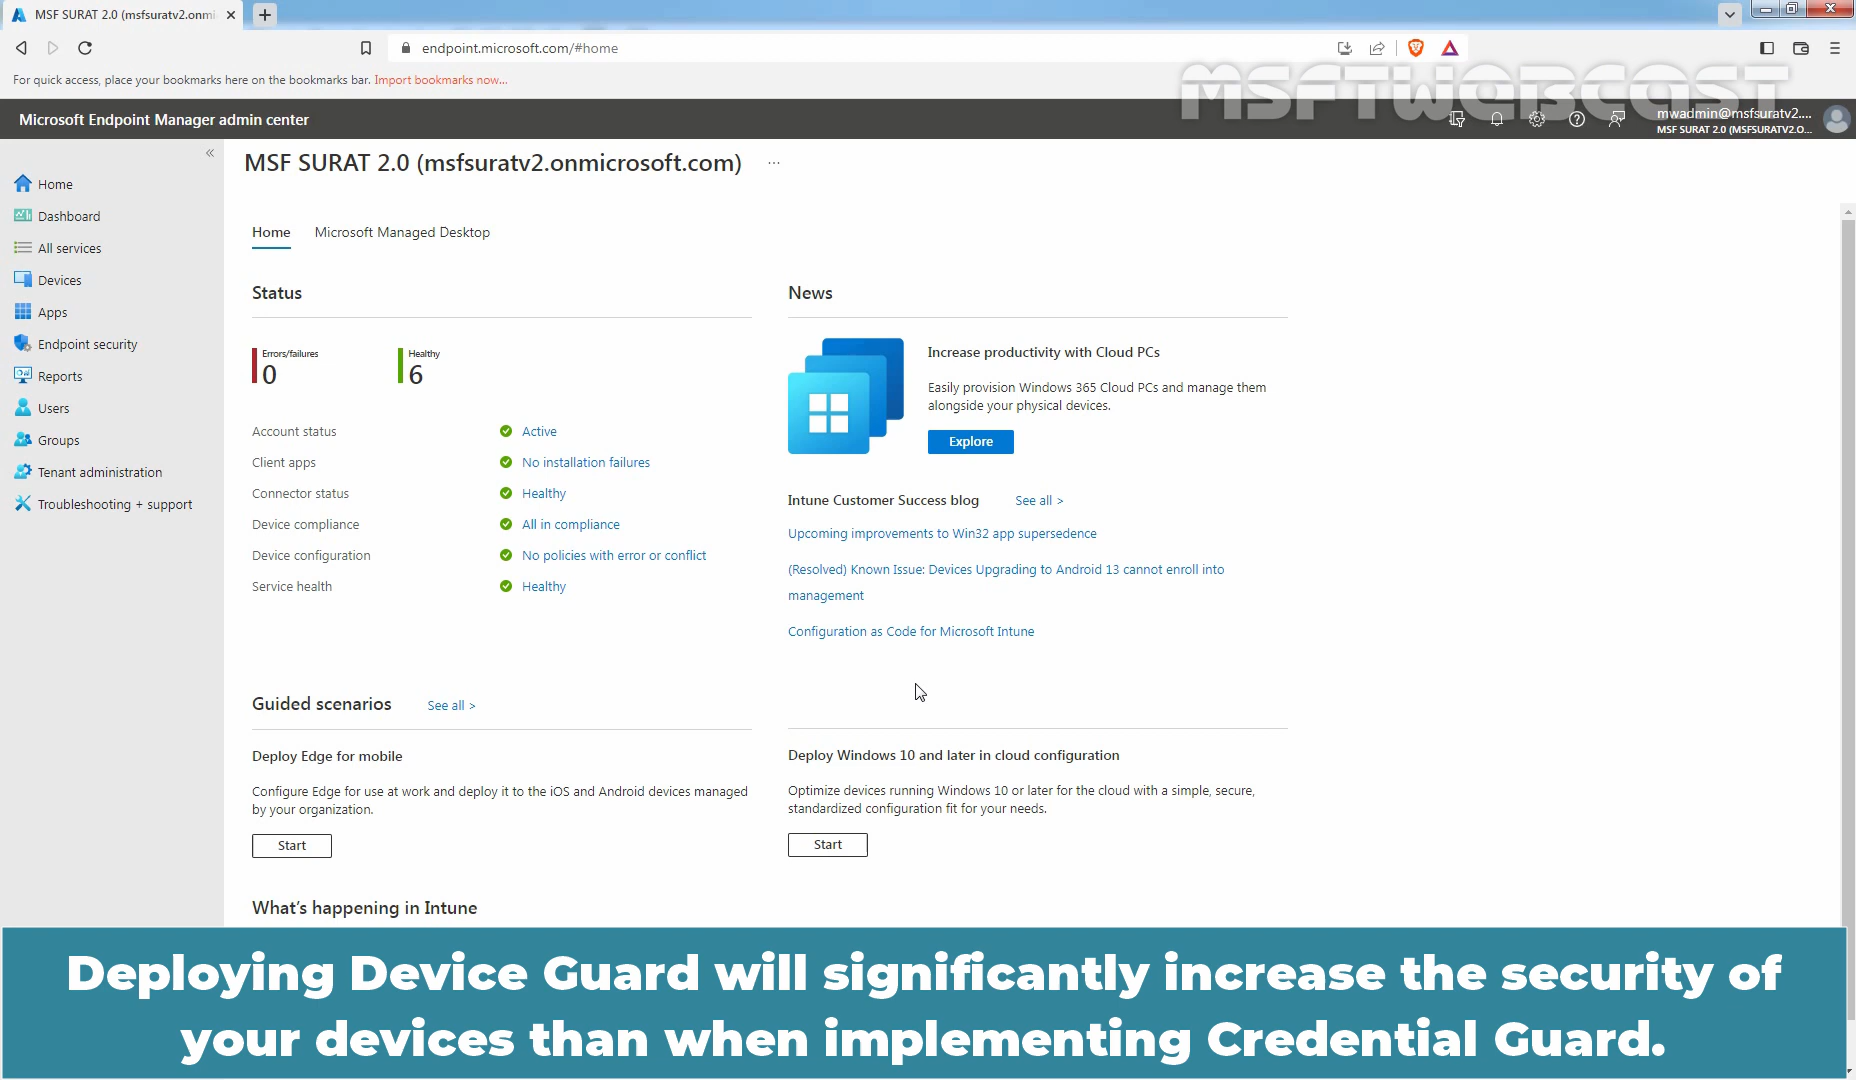 MSF SURAT 2.0 (msfsuratv2.onmi
endpoint.microsoft.com/#home
For quick access, place your bookmarks here on the bookmarks bar. Import bookmarks now...
MSFTWEBCAST
Microsoft Endpoint Manager admin center
mwadmin@msfsuratv2....
MSF SURAT 2.0 (MSFSURATV2.O...
MSF SURAT 2.0 (msfsuratv2.onmicrosoft.com) ...
Home
Dashboard
All services
Devices
Apps
Endpoint security
Reports
Users
Groups
Tenant administration
Troubleshooting + support
Home
Microsoft Managed Desktop
Status
Errors/failures
0
Healthy
6
Account status Active
Client apps No installation failures
Connector status Healthy
Device compliance All in compliance
Device configuration No policies with error or conflict
Service health Healthy
News
Increase productivity with Cloud PCs
Easily provision Windows 365 Cloud PCs and manage them
alongside your physical devices.
Explore
Intune Customer Success blog See all >
Upcoming improvements to Win32 app supersedence
(Resolved) Known Issue: Devices Upgrading to Android 13 cannot enroll into
management
Configuration as Code for Microsoft Intune
Guided scenarios See all >
Deploy Edge for mobile
Configure Edge for use at work and deploy it to the iOS and Android devices managed
by your organization.
Start
Deploy Windows 10 and later in cloud configuration
Optimize devices running Windows 10 or later for the cloud with a simple, secure,
standardized configuration fit for your needs.
Start
What's happening in Intune
Deploying Device Guard will significantly increase the security of
your devices than when implementing Credential Guard.